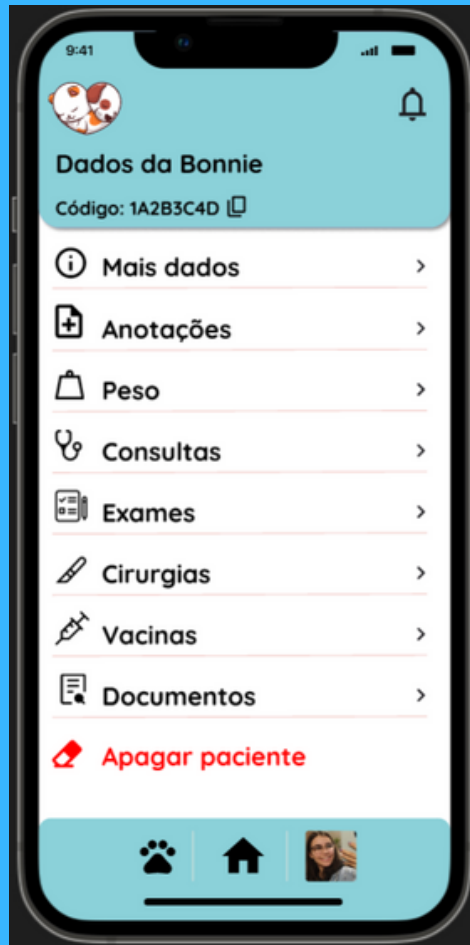 9:41
Dados da Bonnie
Código: 1A2B3C4D
Mais dados
Anotações
Peso
Consultas
Exames
Cirurgias
Vacinas
Documentos
Apagar paciente